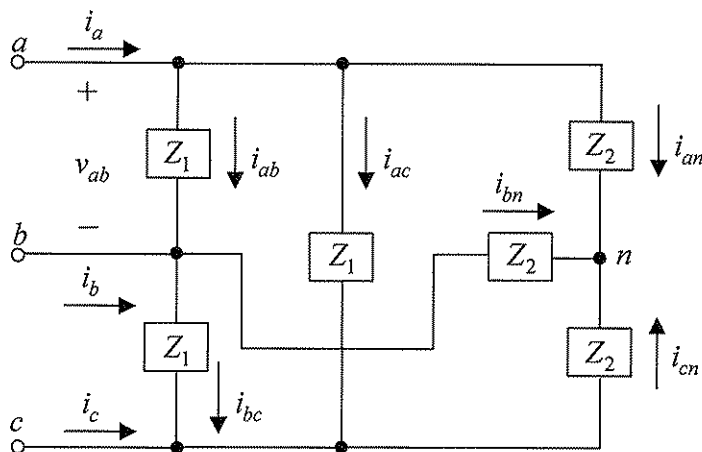 i_a
a
+
Z_1
i_ab
i_ac
Z_2
i_an
v_ab
i_bn
b
−
Z_1
Z_2
n
i_b
Z_1
Z_2
i_cn
c
i_c
i_bc